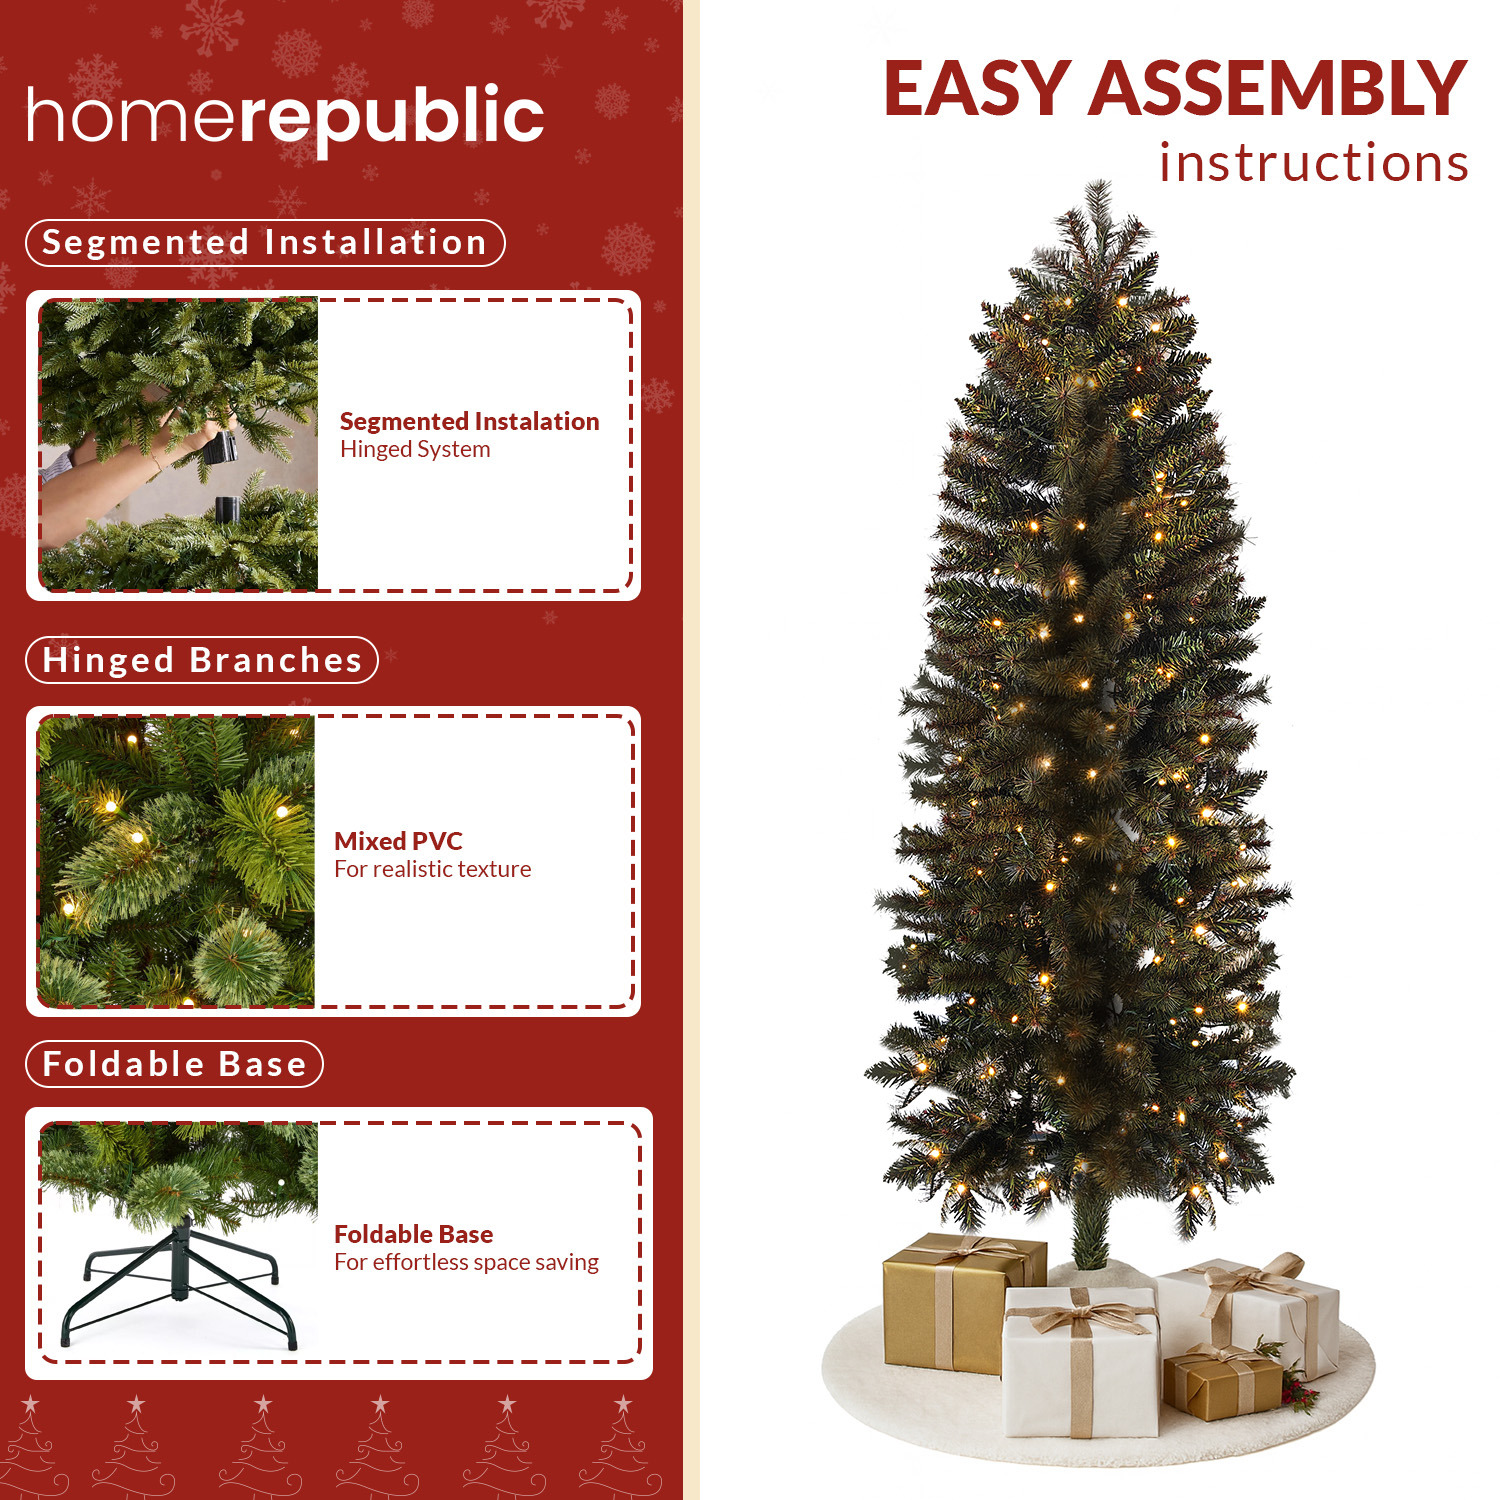 homerepublic
EASY ASSEMBLY
instructions
Segmented Installation
Segmented Instalation
Hinged System
Hinged Branches
Mixed PVC
For realistic texture
Foldable Base
Foldable Base
For effortless space saving